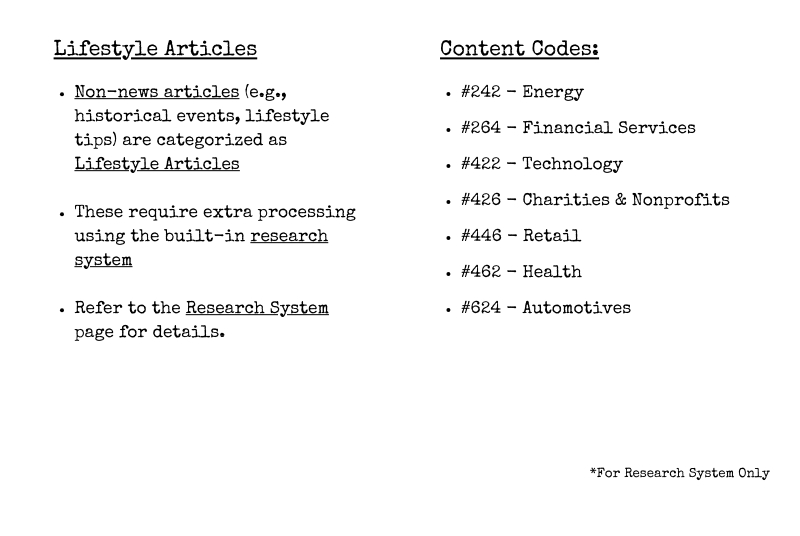 Lifestyle Articles
• Non-news articles (e.g.,
historical events, lifestyle
tips) are categorized as
Lifestyle Articles
• These require extra processing
using the built-in research
system
• Refer to the Research System
page for details.
Content Codes:
• #242 - Energy
• #264 - Financial Services
• #422 - Technology
• #426 - Charities & Nonprofits
• #446 - Retail
• #462 - Health
• #624 - Automotives
*For Research System Only